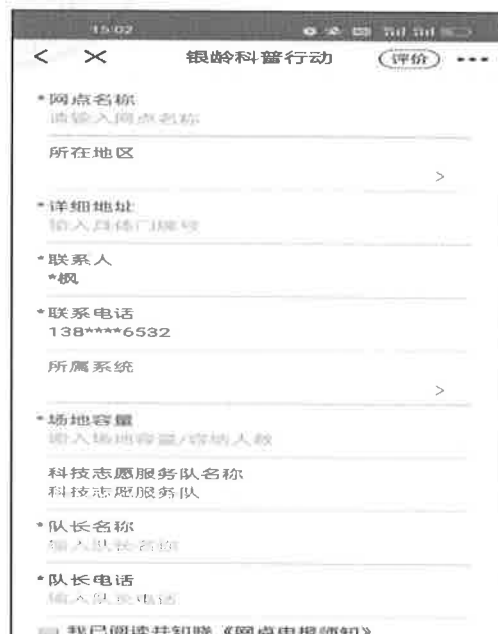 15:02
银龄科普行动
评价
*网点名称
请输入网点名称
所在地区
>
*详细地址
输入具体门牌号
*联系人
*枫
*联系电话
138****6532
所属系统
>
*场地容量
输入场地容量/容纳人数
科技志愿服务队名称
科技志愿服务队
*队长名称
输入队长名称
*队长电话
输入队长电话
我已阅读并知晓《网点申报须知》